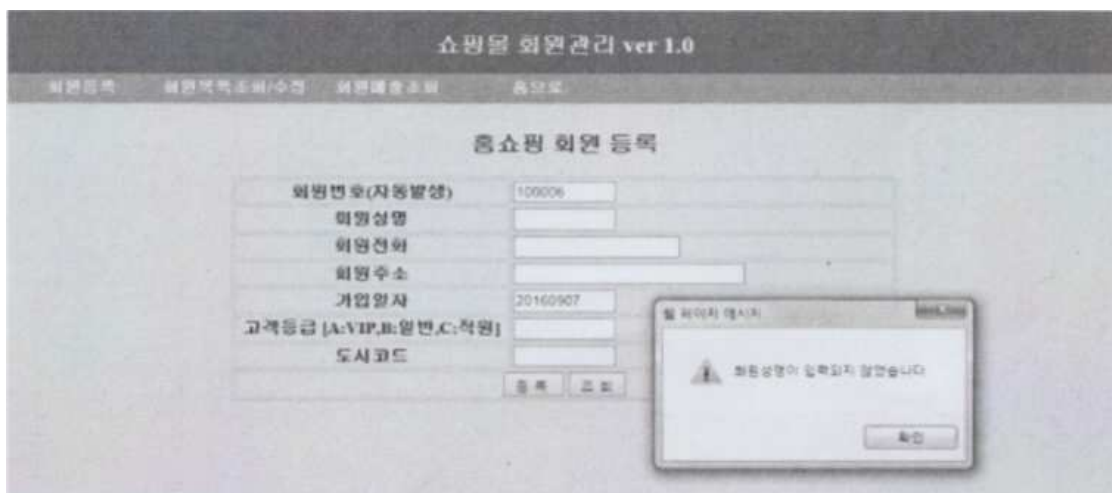 쇼핑몰 회원관리 ver 1.0
회원등록 회원목록조회/수정 회원매출조회 홈으로
홈쇼핑 회원 등록
회원번호(자동발생) 100006
회원성명
회원전화
회원주소
가입일자 20160907
고객등급 [A:VIP,B:일반,C:직원]
도시코드
등록 조회
웹 페이지 메시지
회원성명이 입력되지 않았습니다
확인